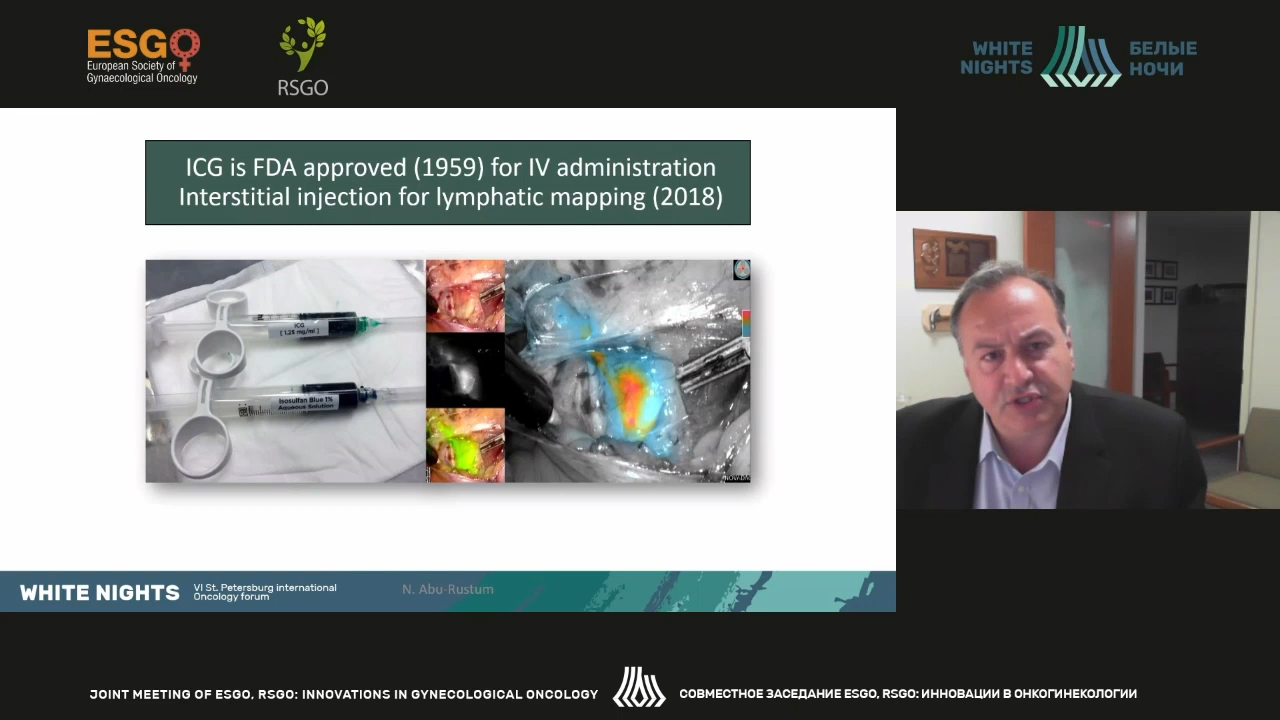 ESGO
European Society of
Gynaecological Oncology
RSGO
WHITE
NIGHTS
БЕЛЫЕ
НОЧИ
ICG is FDA approved (1959) for IV administration
Interstitial injection for lymphatic mapping (2018)
ICG
[ 1,25 mg/ml ]
Isosulfan Blue 1%
Aqueous Solution
WHITE NIGHTS
VI St. Petersburg international
Oncology forum
N. Abu-Rustum
JOINT MEETING OF ESGO, RSGO: INNOVATIONS IN GYNECOLOGICAL ONCOLOGY
СОВМЕСТНОЕ ЗАСЕДАНИЕ ESGO, RSGO: ИННОВАЦИИ В ОНКОГИНЕКОЛОГИИ